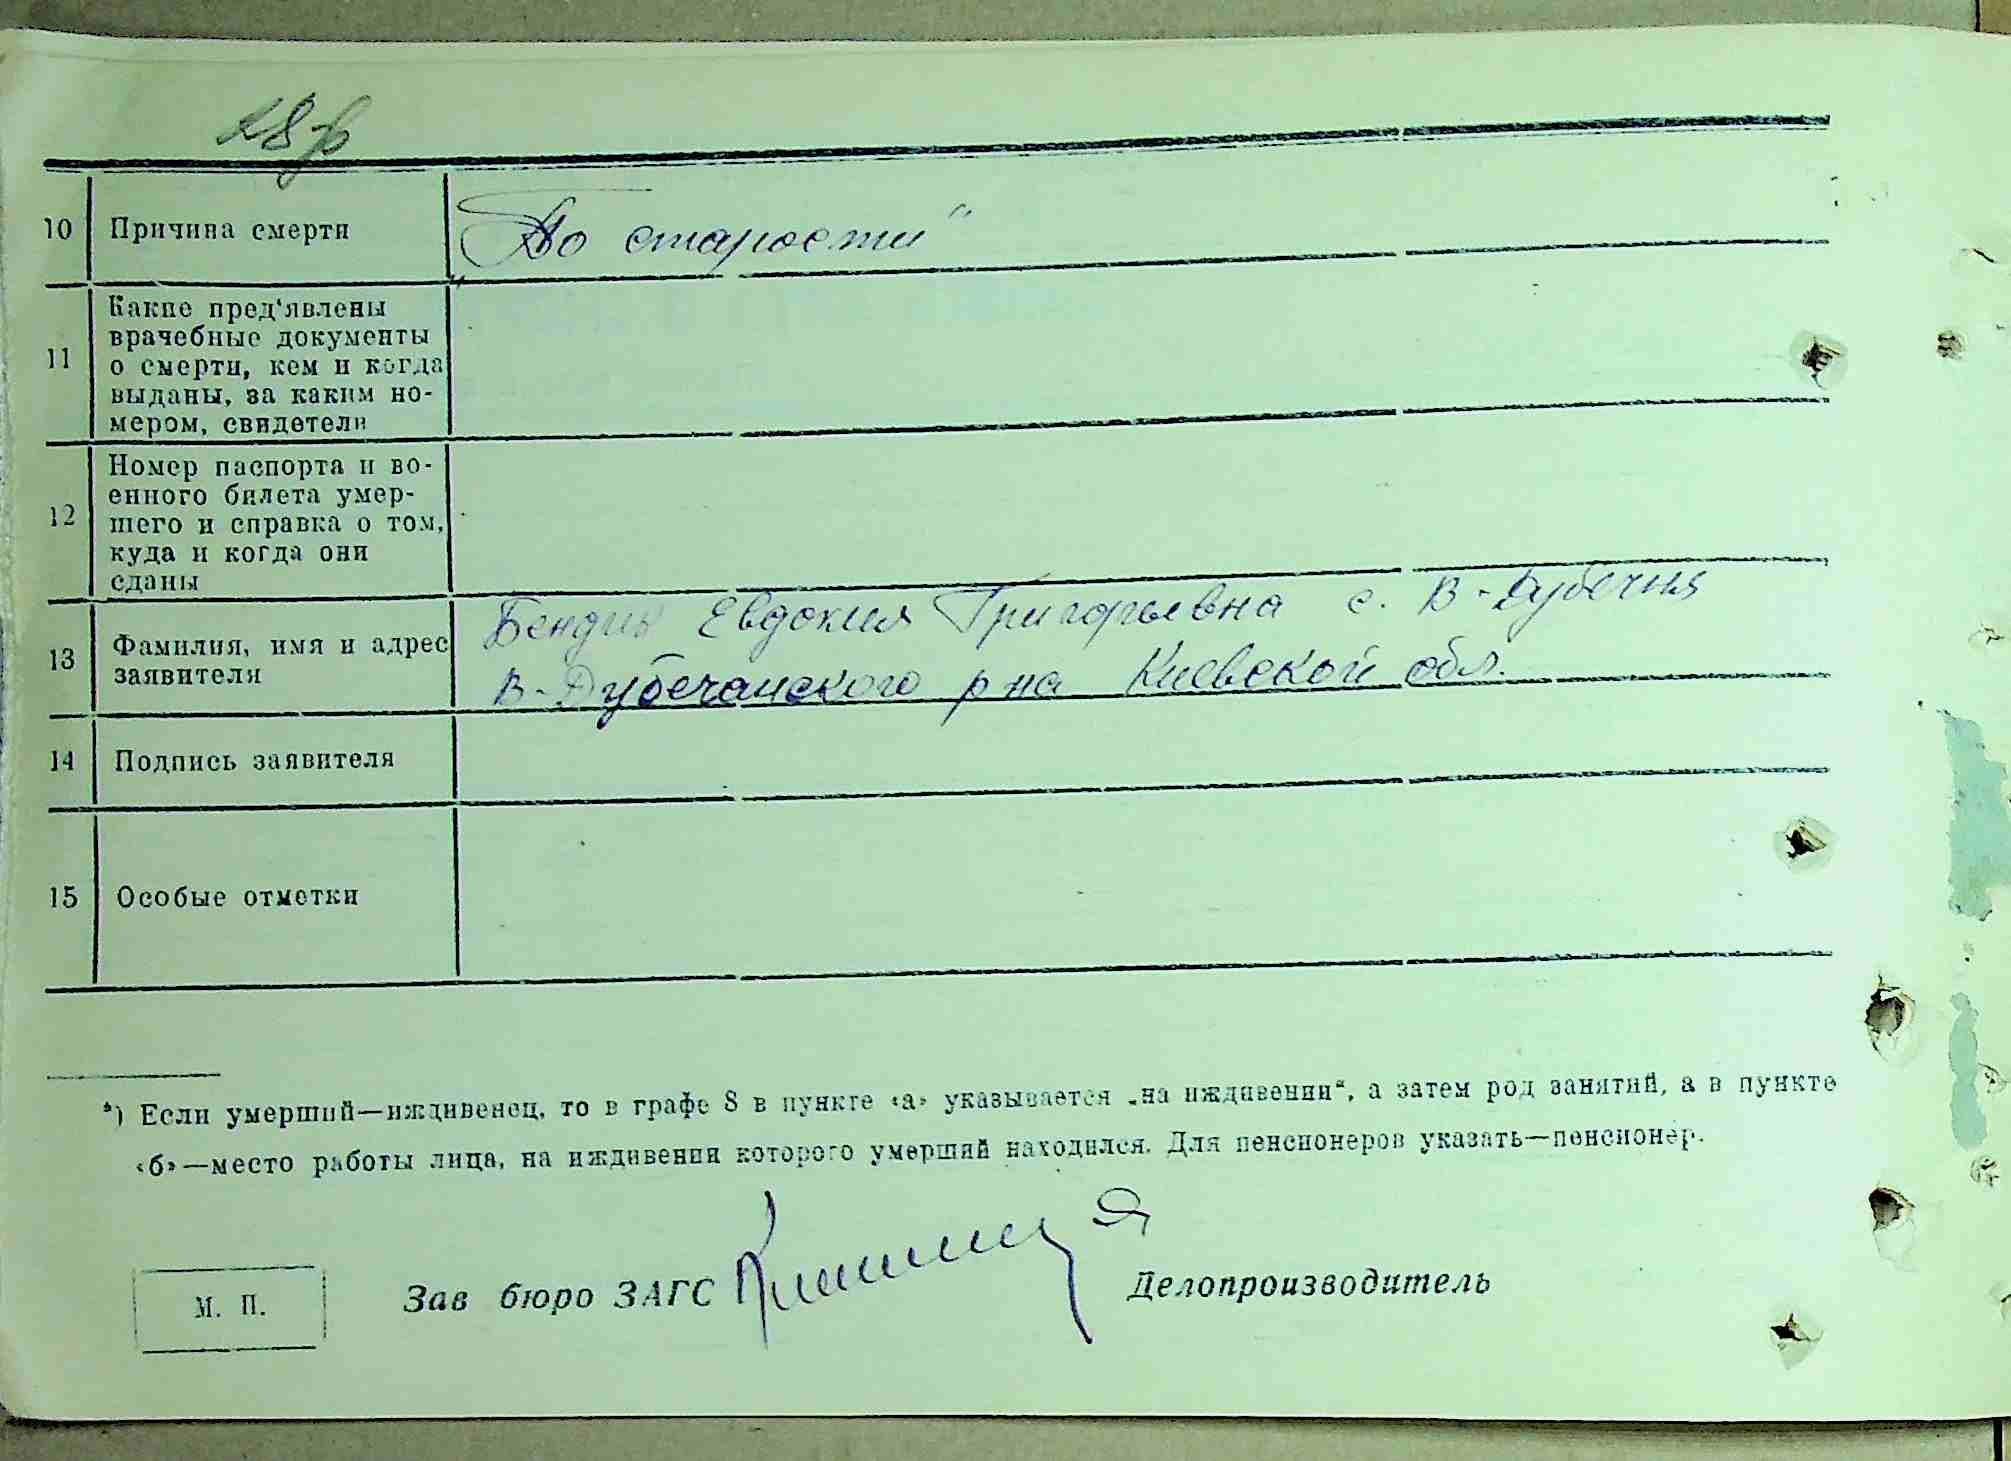 28
10 Причина смерти „По старости"
11 Какие пред'явлены
врачебные документы
о смерти, кем и когда
выданы, за каким но-
мером, свидетели
12 Номер паспорта и во-
енного билета умер-
шего и справка о том,
куда и когда они
сданы
13 Фамилия, имя и адрес
заявителя
Бендик Евдокия Григорьевна с. В-Дубечня
В-Дубечанского р на Киевской обл.
14 Подпись заявителя
15 Особые отметки
*) Если умерший—иждивенец, то в графе 8 в пункте «а» указывается „на иждивении", а затем род занятий, а в пункте
«б»—место работы лица, на иждивении которого умерший находился. Для пенсионеров указать—пенсионер.
М. П. Зав бюро ЗАГС Делопроизводитель